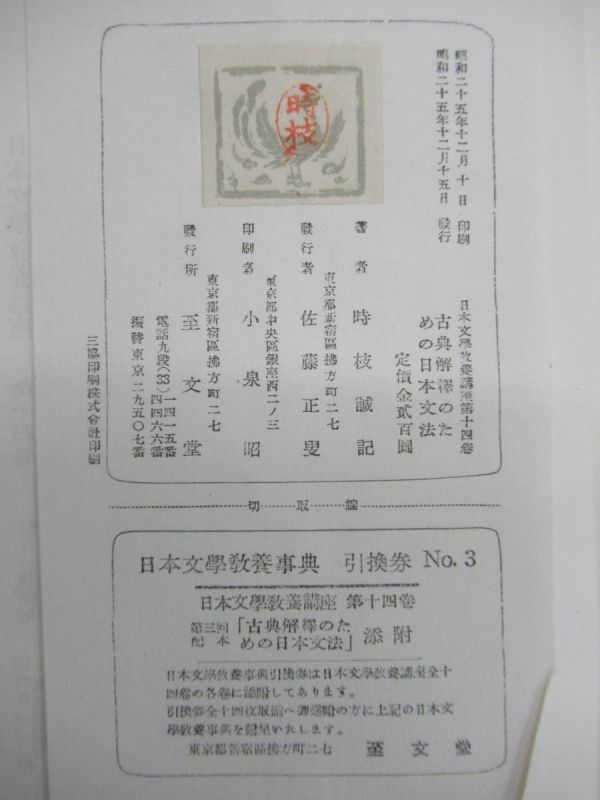 昭和二十五年十二月 十 日 印刷
昭和二十五年十二月十五日 發行
時枝
日本文學敎養講座第十四卷
古典解釋のた
めの日本文法
定價金貳百圓
著者 時枝誠記
東京都新宿區拂方町二七
發行者 佐藤正叟
東京都中央區銀座西二ノ三
印刷者 小泉昭
東京都新宿區拂方町二七
發行所 至文堂
電話九段(33)一四一五番
四四六六番
振替東京二九五〇七番
三協印刷株式會社印刷
切取線
日本文學敎養事典 引換券 No.3
日本文學敎養講座 第十四卷
第三回配本 「古典解釋のための日本文法」 添附
日本文學敎養事典引換券は日本文學敎養講座全十
四卷の各卷に添附してあります。
引換券全十四枚取揃へ御送附の方に上記の日本文
學敎養事典を贈呈いたします。
東京都新宿區拂方町二七 至文堂